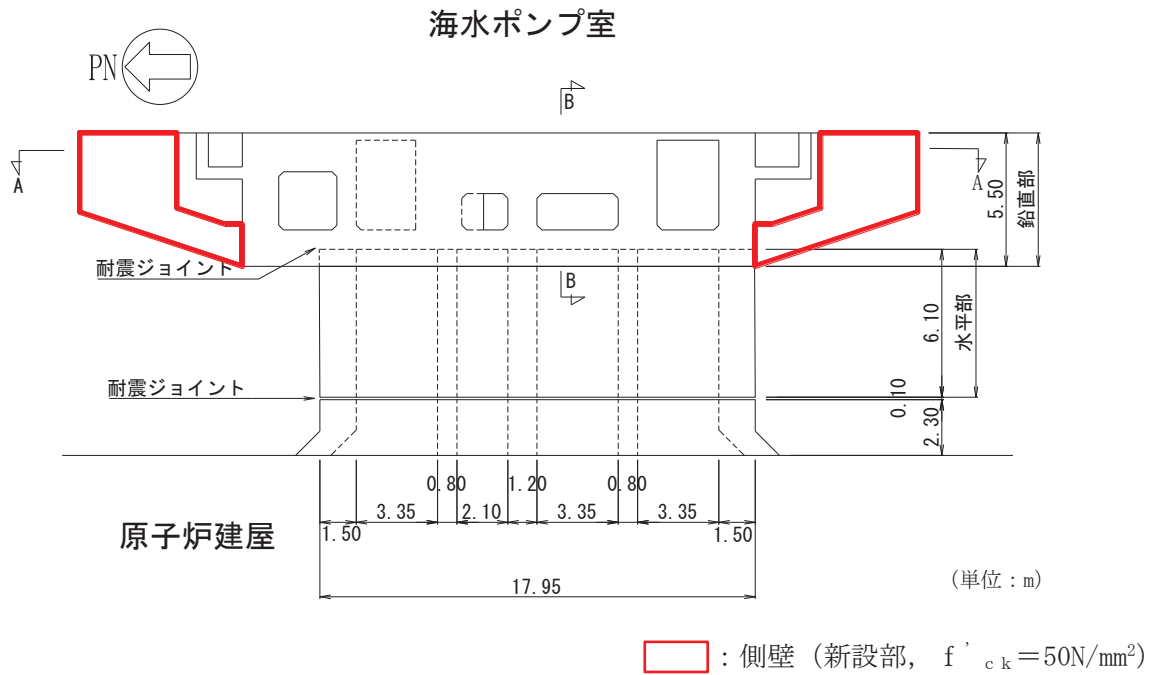 海水ポンプ室
PN
B
A
A
5.50
鉛直部
耐震ジョイント
B
6.10
水平部
耐震ジョイント
0.10
2.30
0.80
1.20
0.80
3.35
2.10
3.35
3.35
1.50
1.50
原子炉建屋
17.95
(単位:m)
:側壁(新設部, f'ck=50N/mm²)